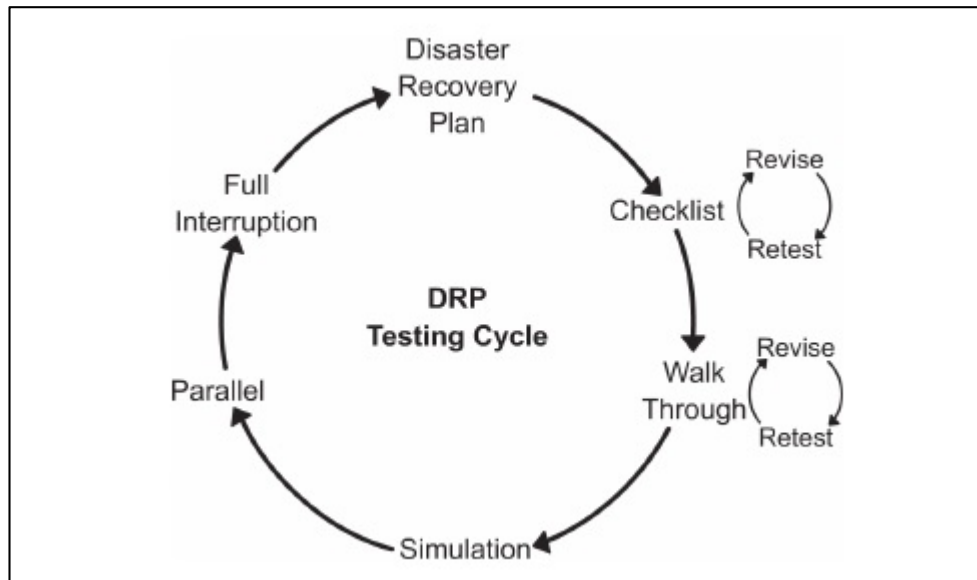 Disaster
Recovery
Plan
Checklist
Revise
Retest
Walk
Through
Revise
Retest
Simulation
Parallel
Full
Interruption
DRP
Testing Cycle